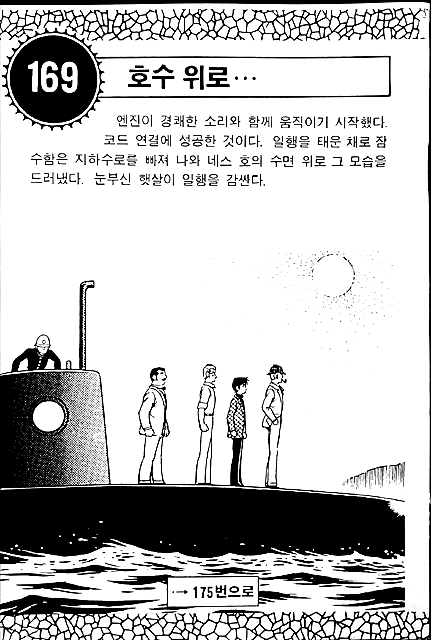 169
호수 위로…
엔진이 경쾌한 소리와 함께 움직이기 시작했다.
코드 연결에 성공한 것이다. 일행을 태운 채로 잠
수함은 지하수로를 빠져 나와 네스 호의 수면 위로 그 모습을
드러냈다. 눈부신 햇살이 일행을 감싼다.
→ 175번으로